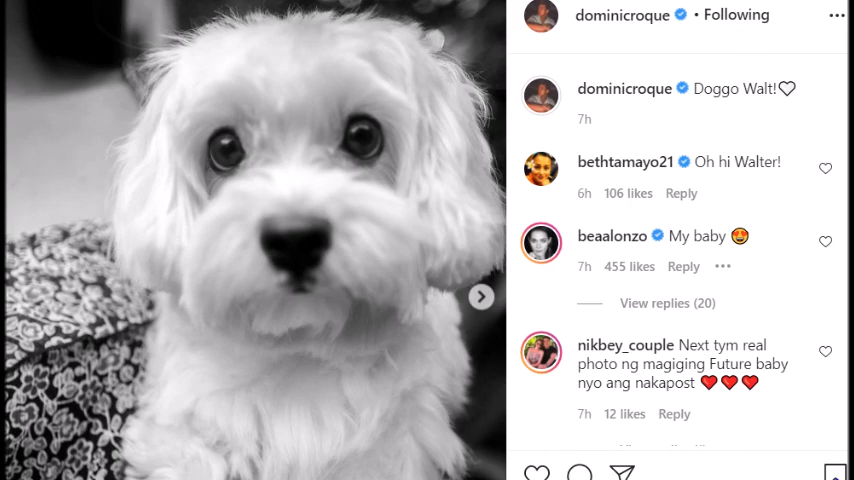 dominicroque • Following
dominicroque Doggo Walt!
7h
bethtamayo21 Oh hi Walter!
6h 106 likes Reply
beaalonzo My baby 😍
7h 455 likes Reply
View replies (20)
nikbey_couple Next tym real
photo ng magiging Future baby
nyo ang nakapost ❤❤❤
7h 12 likes Reply